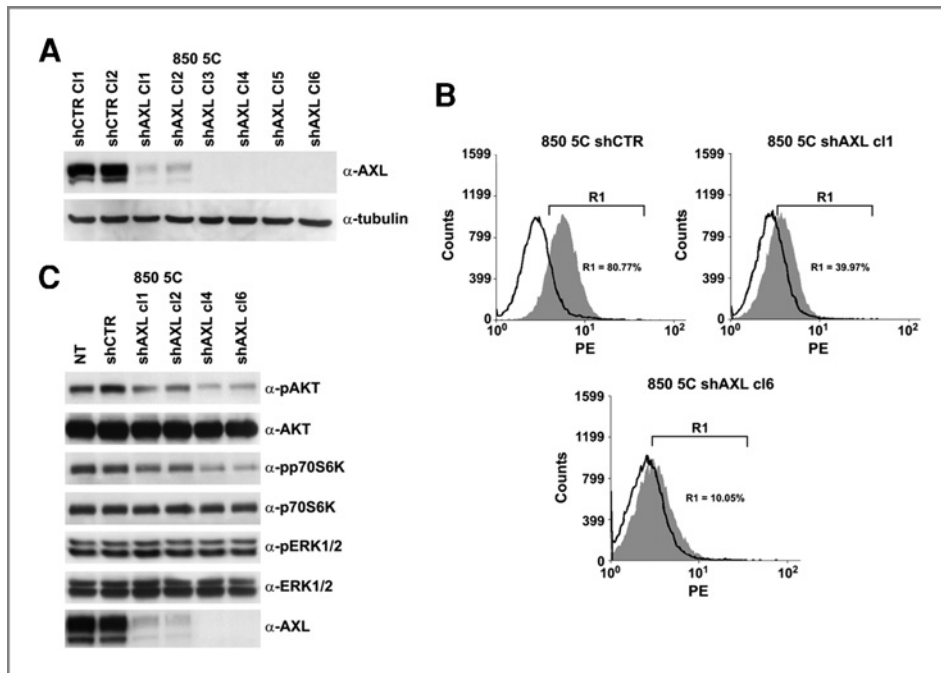 A
850 5C
shCTR Cl1
shCTR Cl2
shAXL Cl1
shAXL Cl2
shAXL Cl3
shAXL Cl4
shAXL Cl5
shAXL Cl6
α-AXL
α-tubulin
B
850 5C shCTR
1599
1199
799
399
0
Counts
R1
R1 = 80.77%
10⁰
10¹
10²
PE
850 5C shAXL cl1
1599
1199
750
399
0
Counts
R1
R1 = 39.97%
10⁰
10¹
10²
PE
850 5C shAXL cl6
1599
1199
799
399
0
Counts
R1
R1 = 10.05%
10⁰
10¹
10²
PE
C
850 5C
NT
shCTR
shAXL cl1
shAXL cl2
shAXL cl4
shAXL cl6
α-pAKT
α-AKT
α-pp70S6K
α-p70S6K
α-pERK1/2
α-ERK1/2
α-AXL